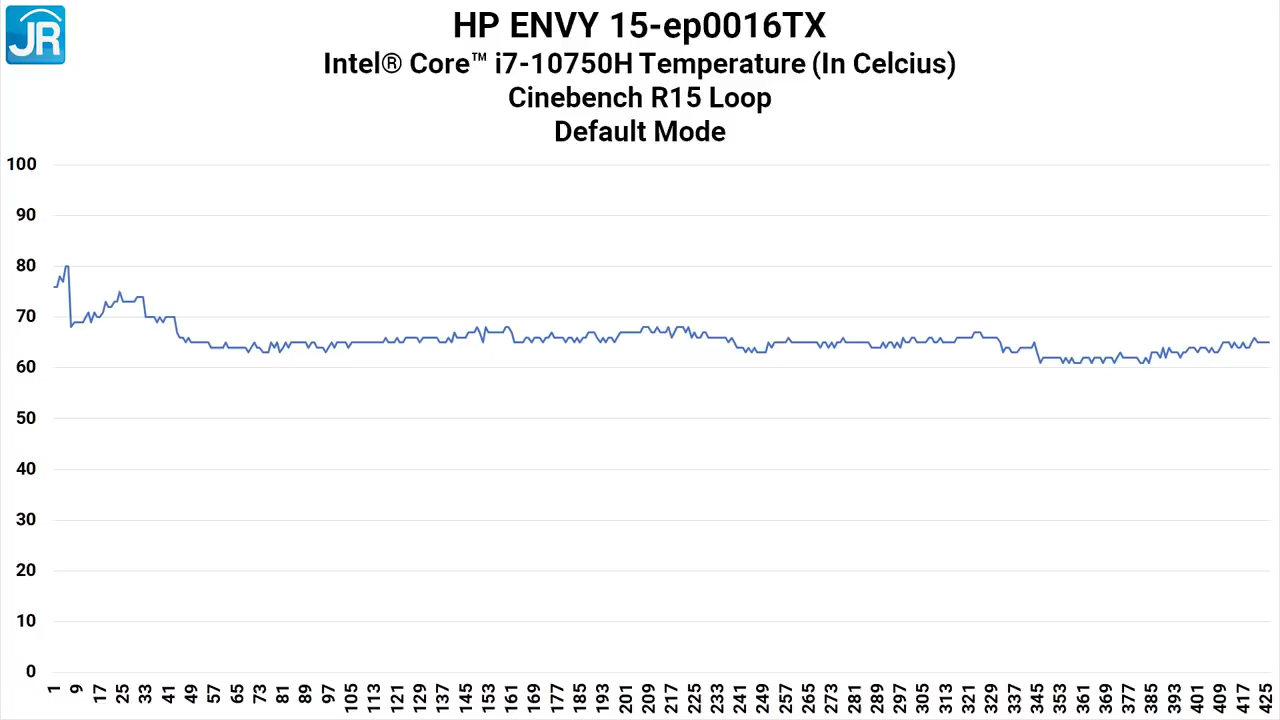 JR
HP ENVY 15-ep0016TX
Intel® Core™ i7-10750H Temperature (In Celcius)
Cinebench R15 Loop
Default Mode
100
90
80
70
60
50
40
30
20
10
0
1 9 17 25 33 41 49 57 65 73 81 89 97 105 113 121 129 137 145 153 161 169 177 185 193 201 209 217 225 233 241 249 257 265 273 281 289 297 305 313 321 329 337 345 353 361 369 377 385 393 401 409 417 425